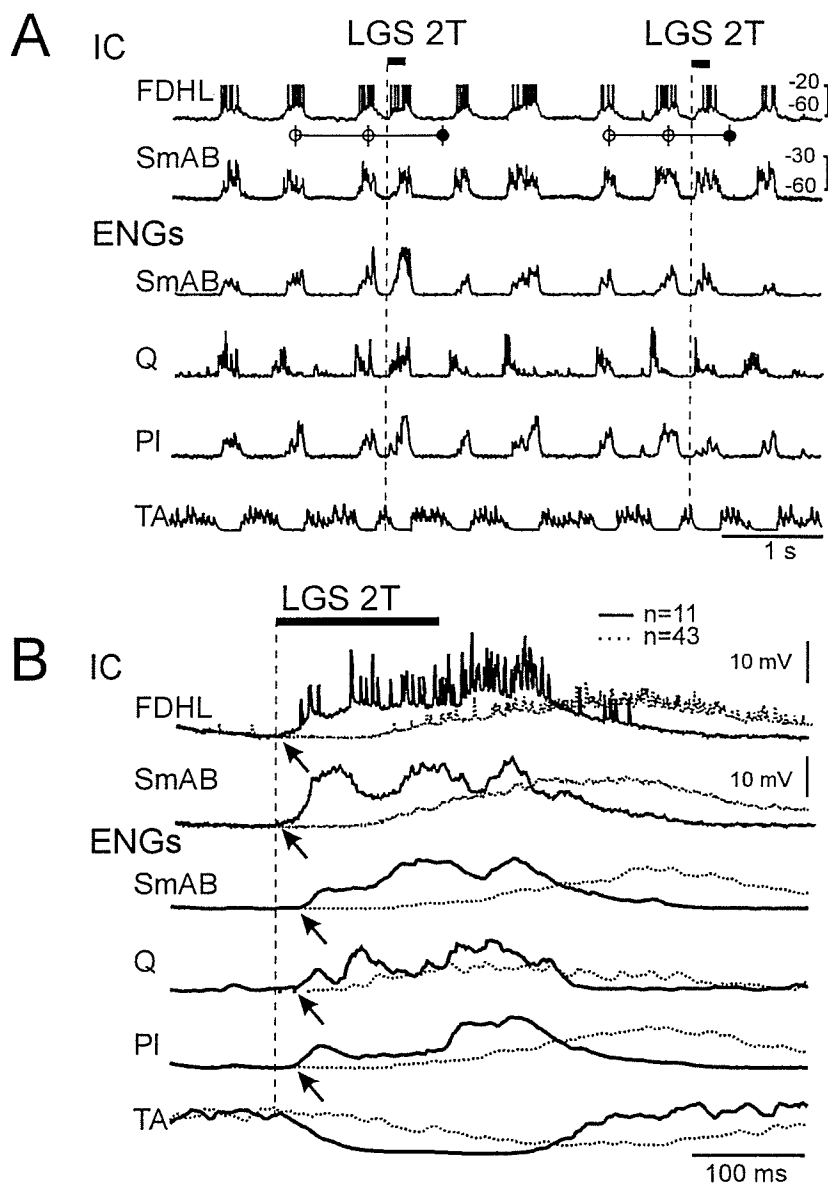 A
IC
LGS 2T
LGS 2T
FDHL
-20
-60
SmAB
-30
-60
ENGs
SmAB
Q
Pl
TA
1 s
B
LGS 2T
n=11
n=43
IC
10 mV
FDHL
SmAB
10 mV
ENGs
SmAB
Q
Pl
TA
100 ms